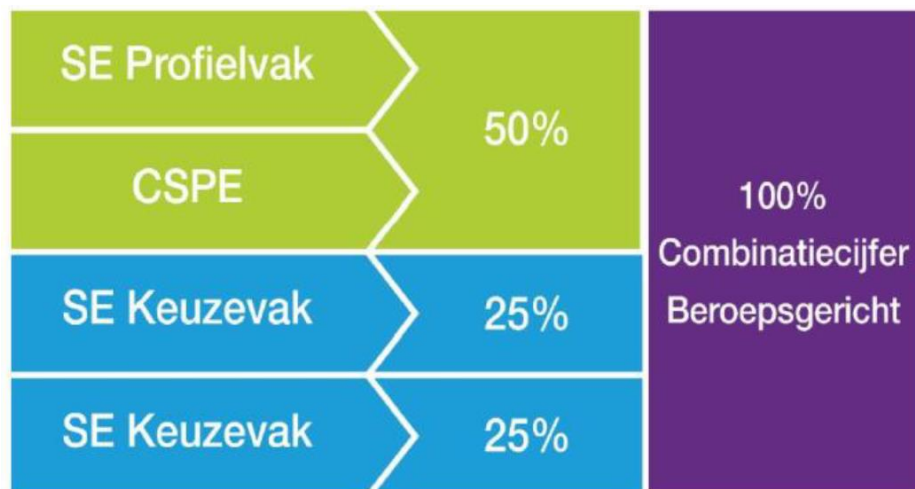 SE Profielvak
50%
CSPE
100%
Combinatiecijfer
Beroepsgericht
SE Keuzevak
25%
SE Keuzevak
25%